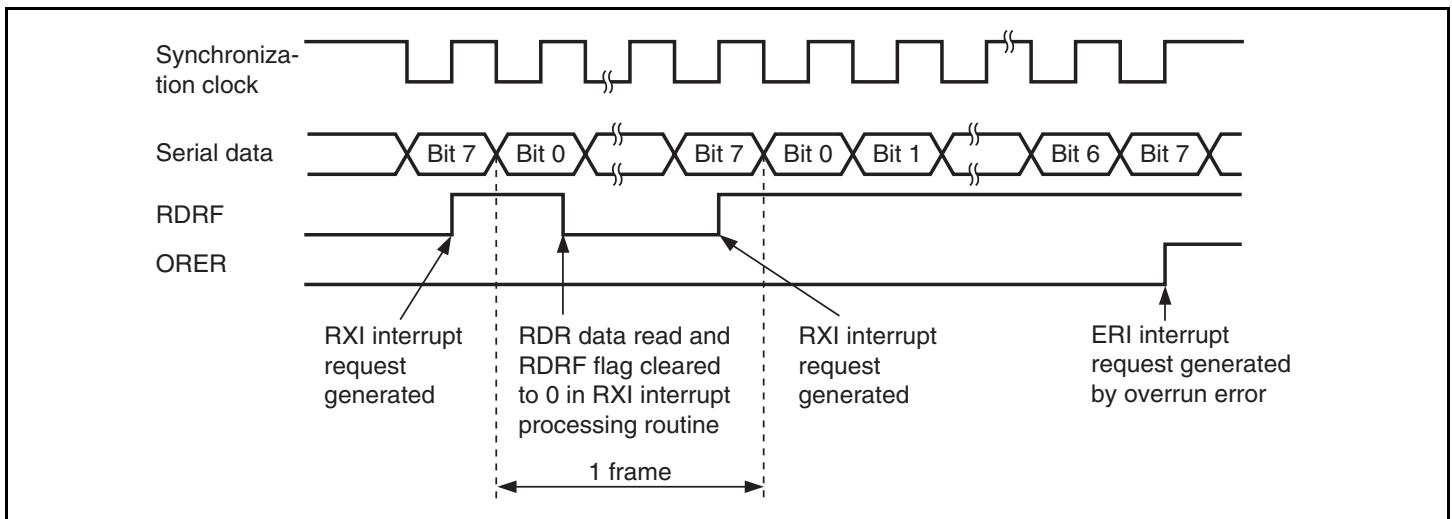 Synchroniza-
tion clock
Serial data
Bit 7 Bit 0 Bit 7 Bit 0 Bit 1 Bit 6 Bit 7
RDRF
ORER
RXI interrupt
request
generated
RDR data read and
RDRF flag cleared
to 0 in RXI interrupt
processing routine
RXI interrupt
request
generated
ERI interrupt
request generated
by overrun error
1 frame